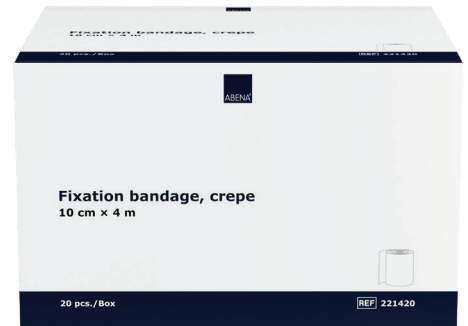 Fixation bandage, crepe
10 cm × 4 m
20 pcs./Box REF 221420
ABENA®
Fixation bandage, crepe
10 cm × 4 m
20 pcs./Box REF 221420